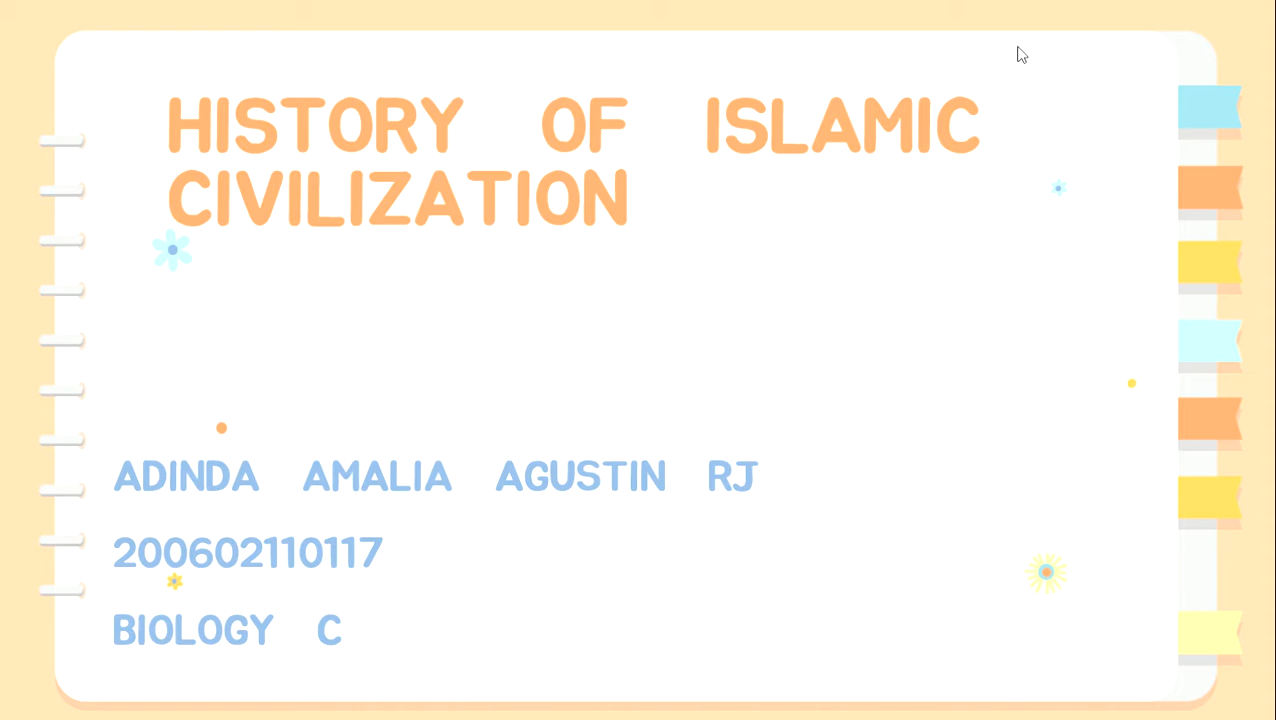 HISTORY OF ISLAMIC
CIVILIZATION
ADINDA AMALIA AGUSTIN RJ
200602110117
BIOLOGY C